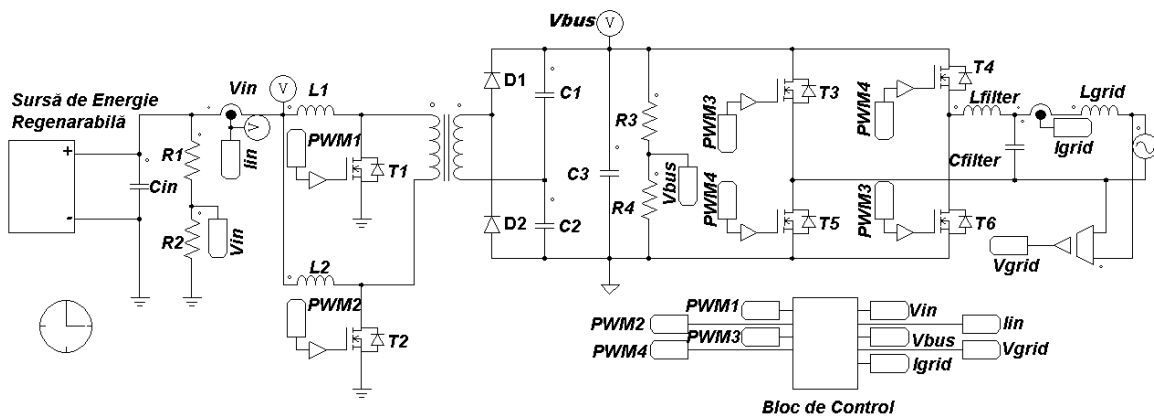 Vbus
V
Sursă de Energie
Regenarabilă
+
-
Cin
R1
R2
Vin
Vin
V
V
Iin
L1
PWM1
T1
L2
PWM2
T2
D1
D2
C1
C2
C3
R3
R4
Vbus
PWM3
T3
PWM4
T5
PWM4
T4
PWM3
T6
Lfilter
Cfilter
Igrid
Lgrid
Vgrid
PWM1
PWM2
PWM3
PWM4
Vin
Iin
Vbus
Vgrid
Igrid
Bloc de Control